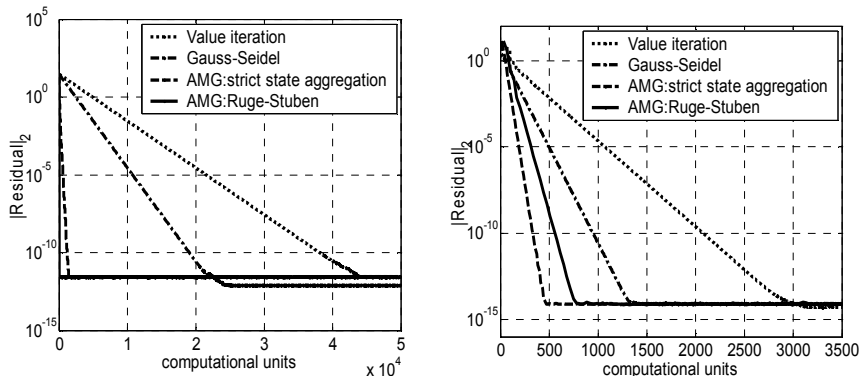 10^5
10^0
10^-5
10^-10
10^-15
|Residual|_2
Value iteration
Gauss-Seidel
AMG:strict state aggregation
AMG:Ruge-Stuben
0 1 2 3 4 5
computational units
x 10^4
10^0
10^-5
10^-10
10^-15
|Residual|_2
Value iteration
Gauss-Seidel
AMG:strict state aggregation
AMG:Ruge-Stuben
0 500 1000 1500 2000 2500 3000 3500
computational units